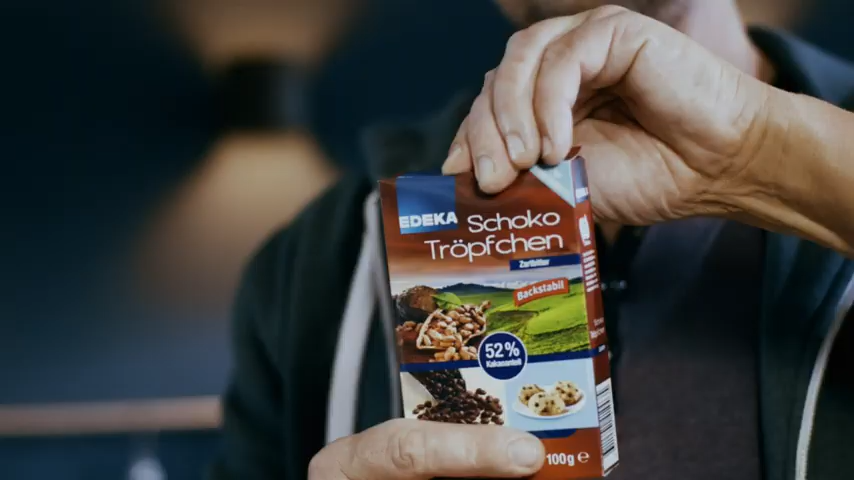 EDEKA
Schoko
Tröpfchen
Zartbitter
Backstabil
52%
Kakaoanteil
100g e